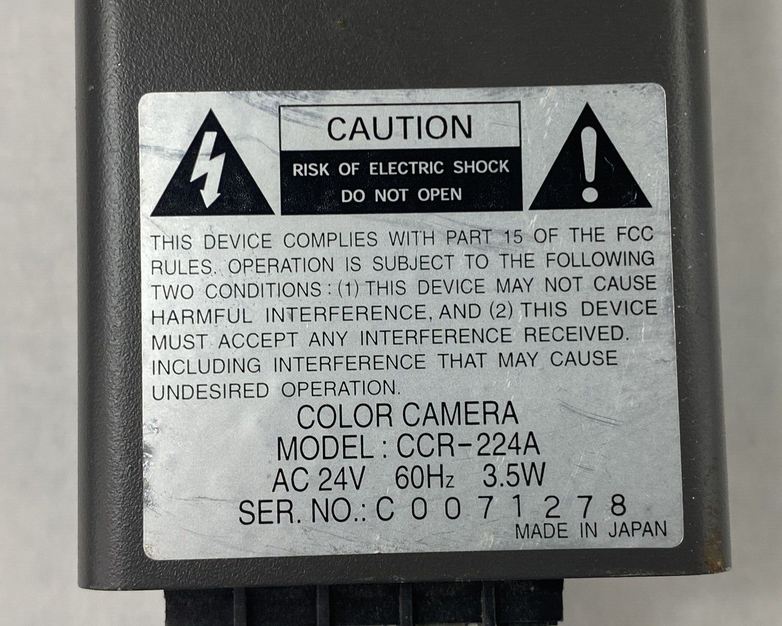 CAUTION
RISK OF ELECTRIC SHOCK
DO NOT OPEN
THIS DEVICE COMPLIES WITH PART 15 OF THE FCC
RULES. OPERATION IS SUBJECT TO THE FOLLOWING
TWO CONDITIONS : (1) THIS DEVICE MAY NOT CAUSE
HARMFUL INTERFERENCE, AND (2) THIS DEVICE
MUST ACCEPT ANY INTERFERENCE RECEIVED.
INCLUDING INTERFERENCE THAT MAY CAUSE
UNDESIRED OPERATION.
COLOR CAMERA
MODEL : CCR-224A
AC 24V 60Hz 3.5W
SER. NO.: C 0 0 7 1 2 7 8
MADE IN JAPAN